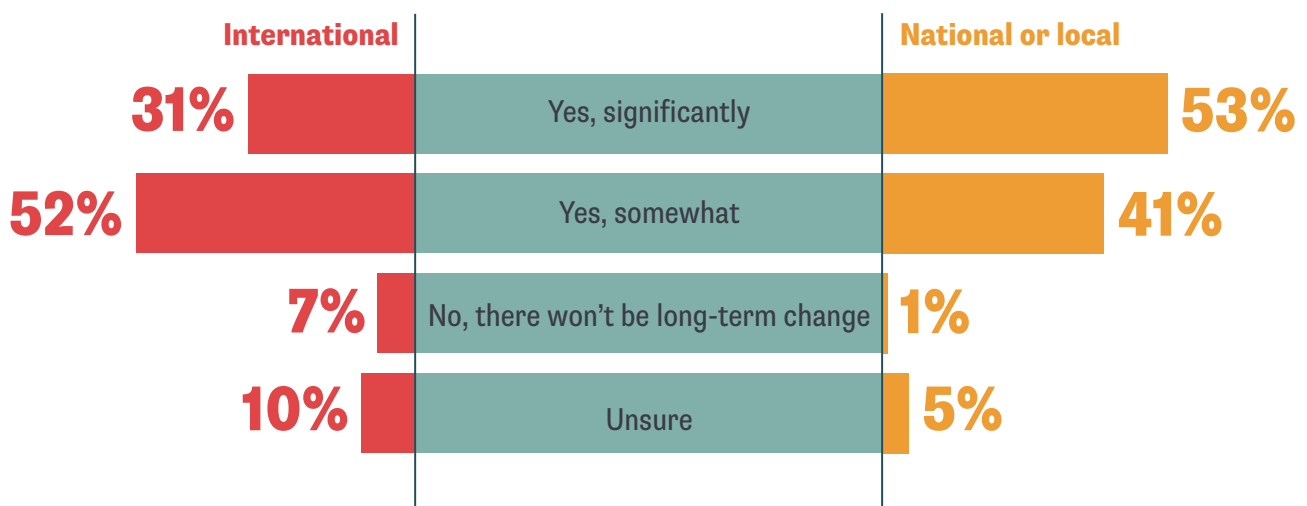 International
National or local
31%
Yes, significantly
53%
52%
Yes, somewhat
41%
7%
No, there won’t be long-term change
1%
10%
Unsure
5%